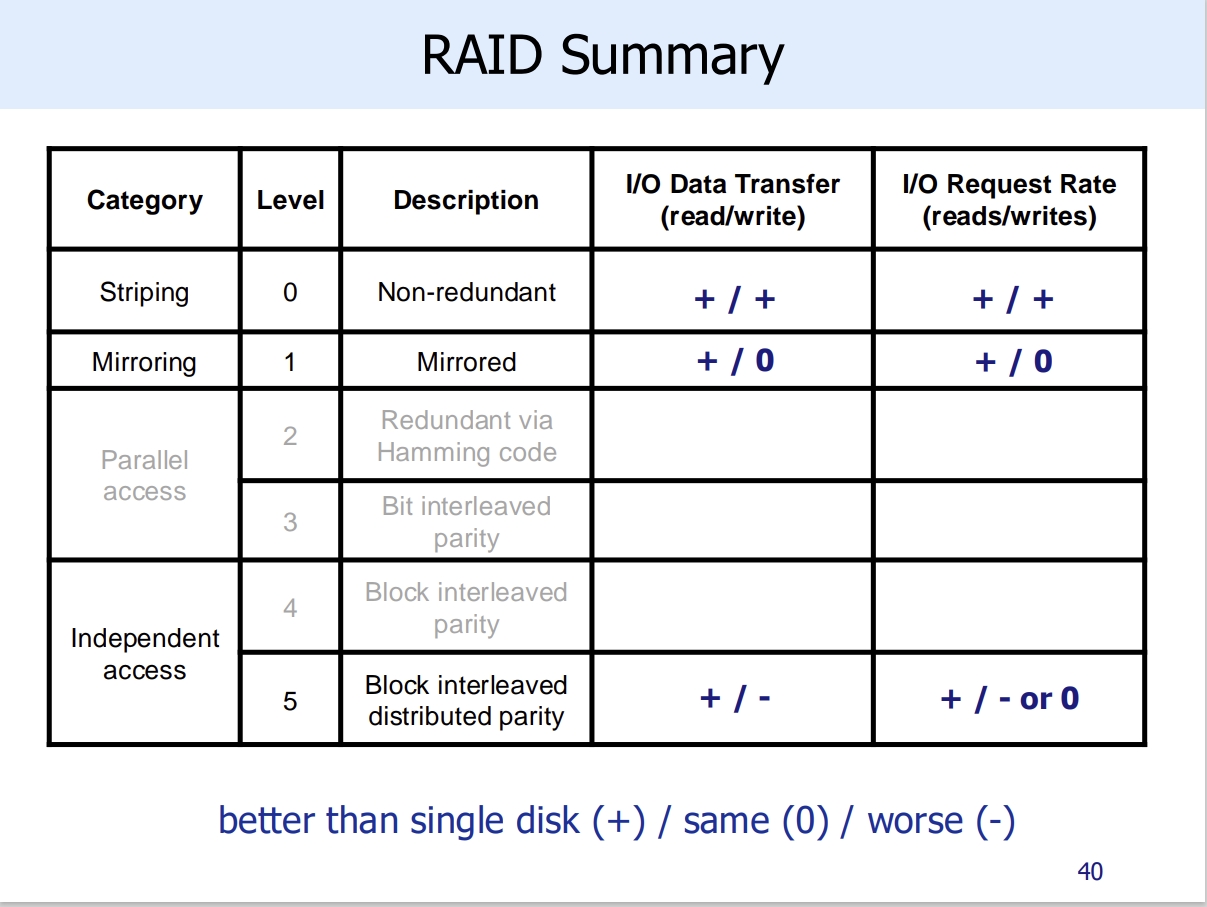 RAID Summary
Category
Level
Description
I/O Data Transfer
(read/write)
I/O Request Rate
(reads/writes)
Striping
0
Non-redundant
+ / +
+ / +
Mirroring
1
Mirrored
+ / 0
+ / 0
Parallel
access
2
Redundant via
Hamming code
3
Bit interleaved
parity
Independent
access
4
Block interleaved
parity
5
Block interleaved
distributed parity
+ / -
+ / - or 0
better than single disk (+) / same (0) / worse (-)
40